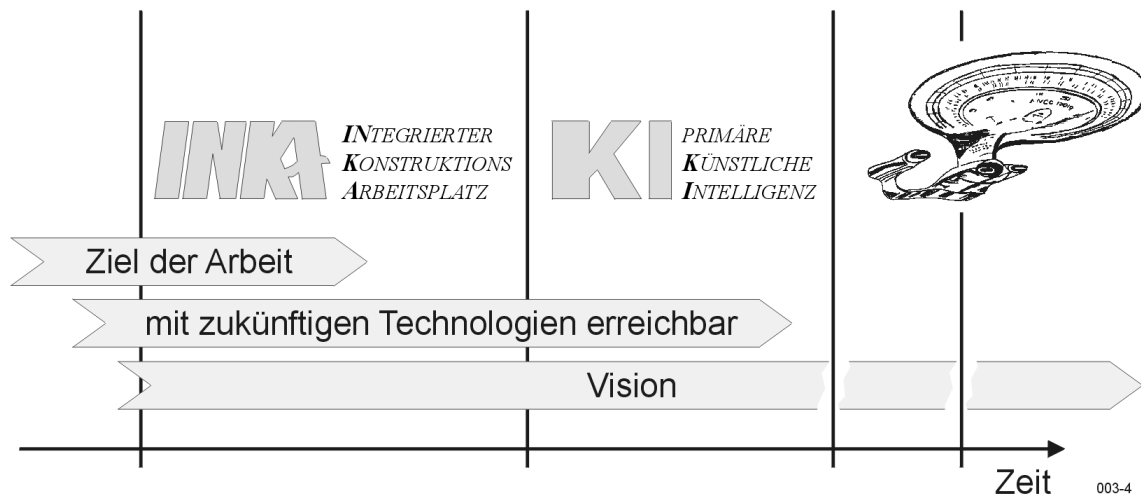 INKA
INTEGRIERTER
KONSTRUKTIONS
ARBEITSPLATZ
KI
PRIMÄRE
KÜNSTLICHE
INTELLIGENZ
Ziel der Arbeit
mit zukünftigen Technologien erreichbar
Vision
Zeit
003-4